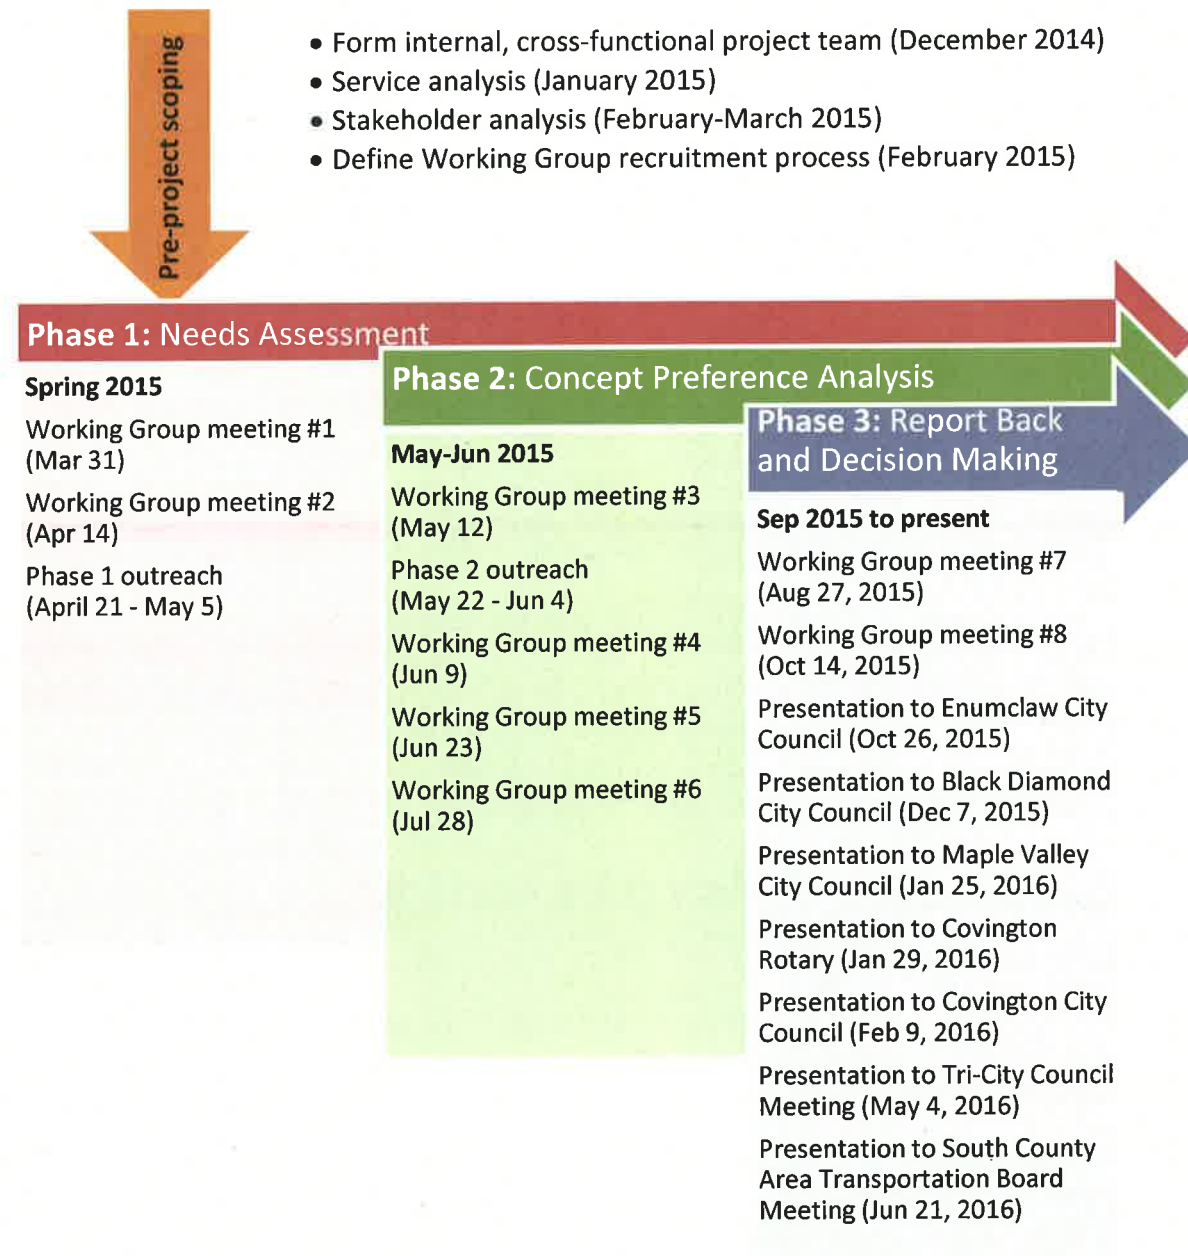 Pre-project scoping
• Form internal, cross-functional project team (December 2014)
• Service analysis (January 2015)
• Stakeholder analysis (February-March 2015)
• Define Working Group recruitment process (February 2015)
Phase 1: Needs Assessment
Spring 2015
Working Group meeting #1
(Mar 31)
Working Group meeting #2
(Apr 14)
Phase 1 outreach
(April 21 - May 5)
Phase 2: Concept Preference Analysis
May-Jun 2015
Working Group meeting #3
(May 12)
Phase 2 outreach
(May 22 - Jun 4)
Working Group meeting #4
(Jun 9)
Working Group meeting #5
(Jun 23)
Working Group meeting #6
(Jul 28)
Phase 3: Report Back
and Decision Making
Sep 2015 to present
Working Group meeting #7
(Aug 27, 2015)
Working Group meeting #8
(Oct 14, 2015)
Presentation to Enumclaw City
Council (Oct 26, 2015)
Presentation to Black Diamond
City Council (Dec 7, 2015)
Presentation to Maple Valley
City Council (Jan 25, 2016)
Presentation to Covington
Rotary (Jan 29, 2016)
Presentation to Covington City
Council (Feb 9, 2016)
Presentation to Tri-City Council
Meeting (May 4, 2016)
Presentation to South County
Area Transportation Board
Meeting (Jun 21, 2016)